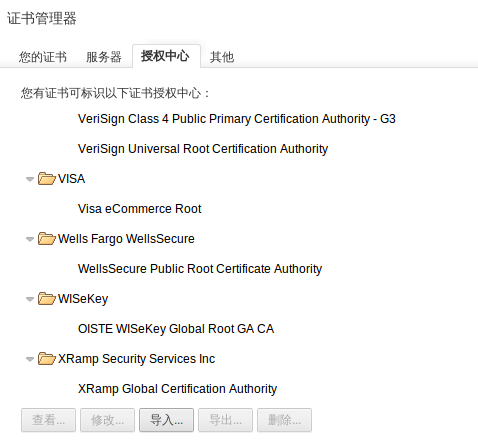 证书管理器
您的证书 服务器 授权中心 其他
您有证书可标识以下证书授权中心：
VeriSign Class 4 Public Primary Certification Authority - G3
VeriSign Universal Root Certification Authority
VISA
Visa eCommerce Root
Wells Fargo WellsSecure
WellsSecure Public Root Certificate Authority
WISeKey
OISTE WISeKey Global Root GA CA
XRamp Security Services Inc
XRamp Global Certification Authority
查看... 修改... 导入... 导出... 删除...